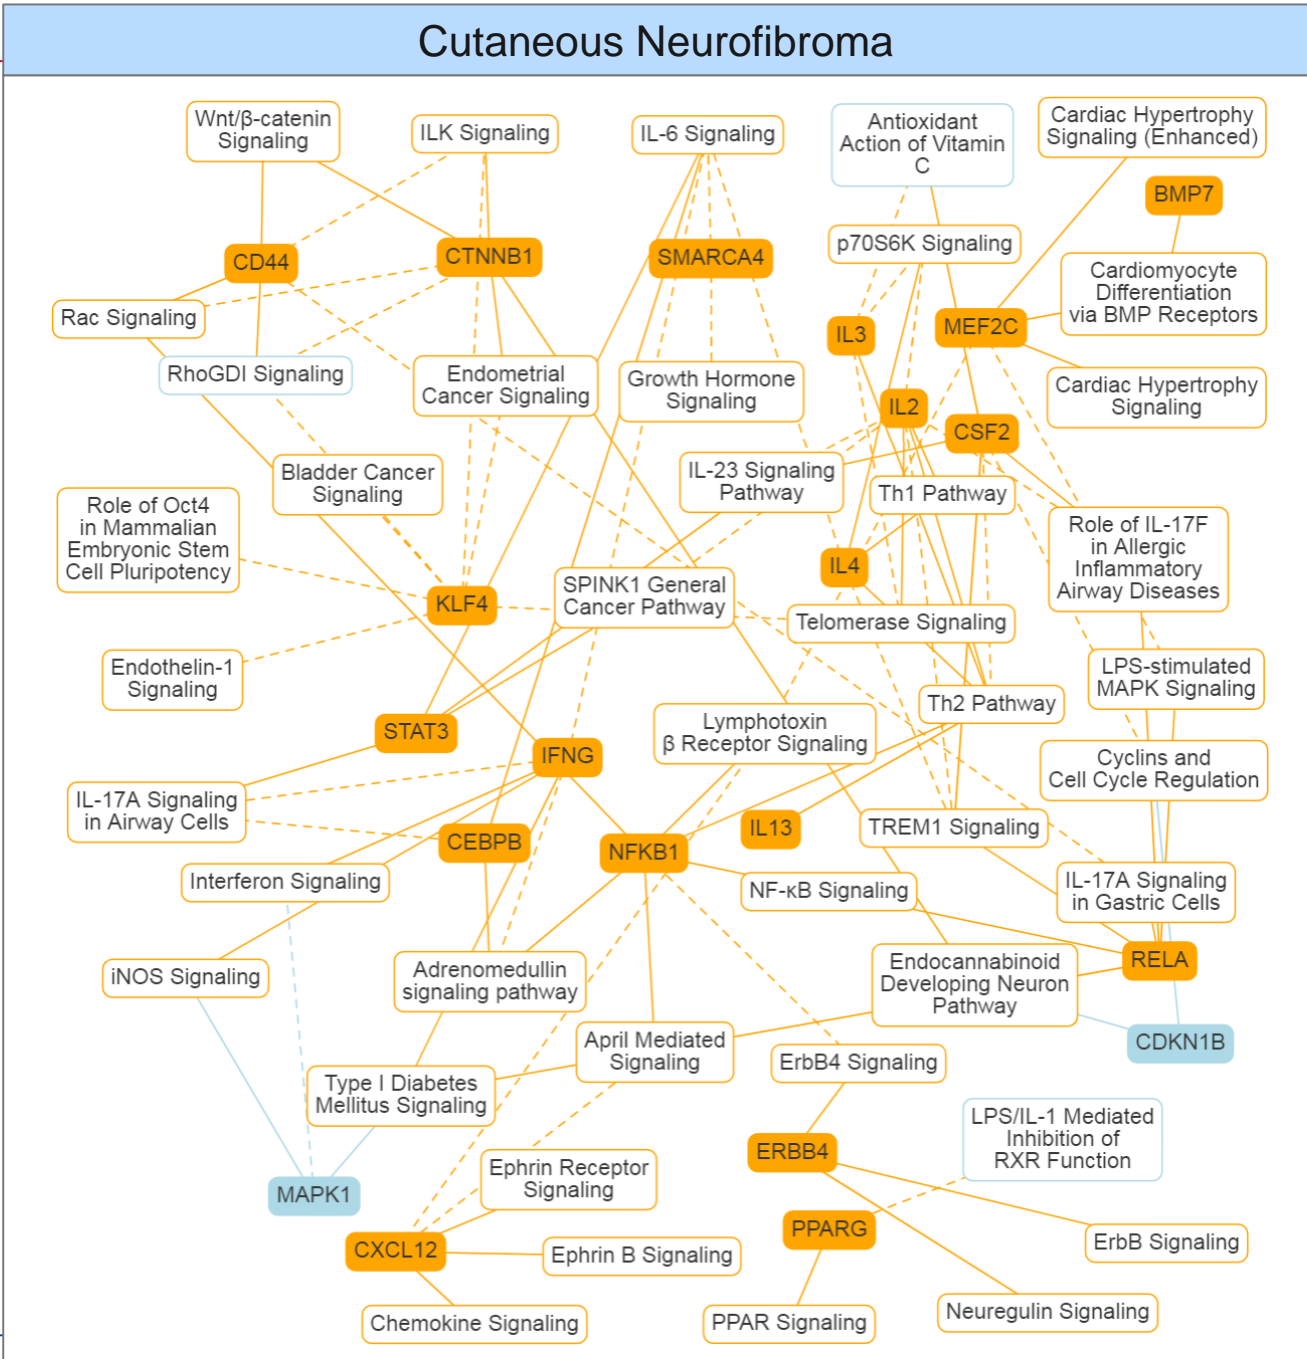 Cutaneous Neurofibroma
Wnt/β-catenin
Signaling
ILK Signaling
IL-6 Signaling
Antioxidant
Action of Vitamin
C
Cardiac Hypertrophy
Signaling (Enhanced)
BMP7
p70S6K Signaling
CD44
CTNNB1
SMARCA4
Cardiomyocyte
Differentiation
via BMP Receptors
Rac Signaling
IL3
MEF2C
RhoGDI Signaling
Endometrial
Cancer Signaling
Growth Hormone
Signaling
Cardiac Hypertrophy
Signaling
IL2
CSF2
Bladder Cancer
Signaling
IL-23 Signaling
Pathway
Th1 Pathway
Role of Oct4
in Mammalian
Embryonic Stem
Cell Pluripotency
Role of IL-17F
in Allergic
Inflammatory
Airway Diseases
IL4
KLF4
SPINK1 General
Cancer Pathway
Telomerase Signaling
Endothelin-1
Signaling
LPS-stimulated
MAPK Signaling
Th2 Pathway
STAT3
Lymphotoxin
β Receptor Signaling
IFNG
Cyclins and
Cell Cycle Regulation
IL-17A Signaling
in Airway Cells
CEBPB
NFKB1
IL13
TREM1 Signaling
Interferon Signaling
NF-κB Signaling
IL-17A Signaling
in Gastric Cells
iNOS Signaling
Adrenomedullin
signaling pathway
Endocannabinoid
Developing Neuron
Pathway
RELA
CDKN1B
April Mediated
Signaling
ErbB4 Signaling
Type I Diabetes
Mellitus Signaling
LPS/IL-1 Mediated
Inhibition of
RXR Function
ERBB4
MAPK1
Ephrin Receptor
Signaling
PPARG
CXCL12
Ephrin B Signaling
ErbB Signaling
Chemokine Signaling
PPAR Signaling
Neuregulin Signaling